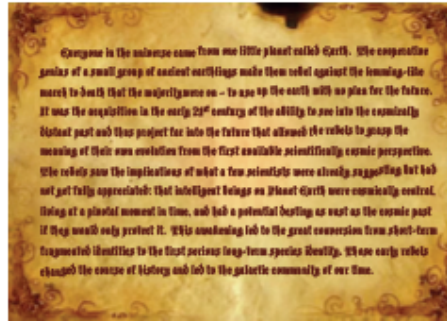 Everyone in the universe came from one little planet called Earth. The cooperative
genius of a small group of ancient earthlings made them rebel against the lemming-like
march to death that the majority were on – to use up the earth with no plan for the future.
It was the acquisition in the early 21st century of the ability to see into the cosmically
distant past and thus project far into the future that allowed the rebels to grasp the
meaning of their own evolution from the first available scientifically cosmic perspective.
The rebels saw the implications of what a few scientists were already suggesting but had
not yet fully appreciated: that intelligent beings on Planet Earth were cosmically central,
living at a pivotal moment in time, and had a potential destiny as vast as the cosmic past
if they would only protect it. This awakening led to the great conversion from short-term
fragmented identities to the first serious long-term species identity. Those early rebels
changed the course of history and led to the galactic community of our time.